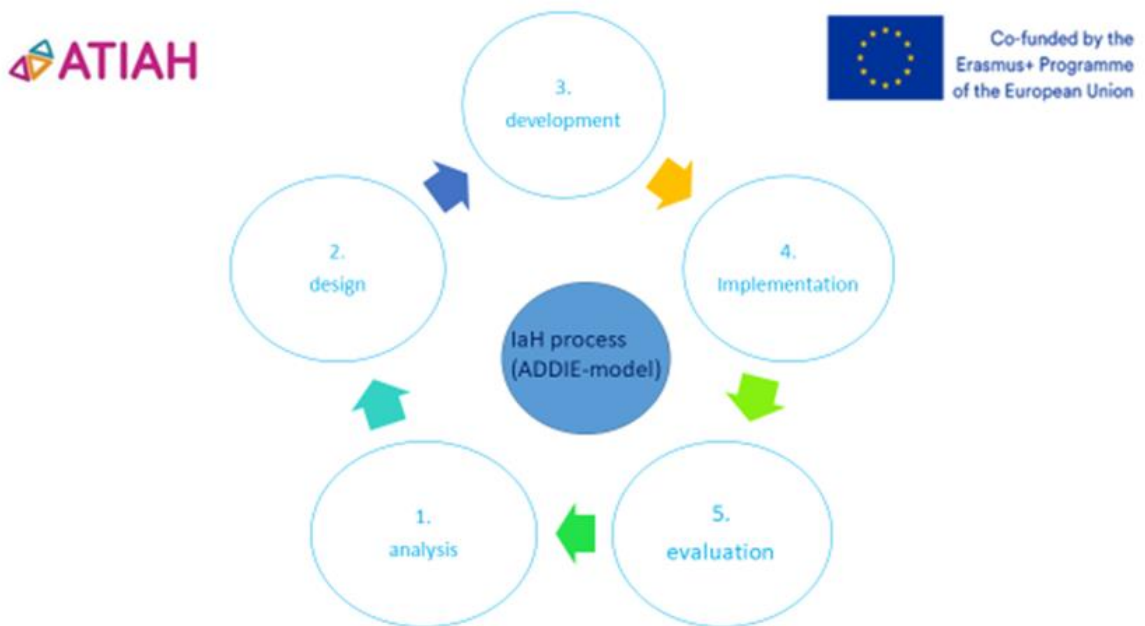 ATIAH
Co-funded by the
Erasmus+ Programme
of the European Union
3.
development
2.
design
4.
Implementation
IaH process
(ADDIE-model)
1.
analysis
5.
evaluation